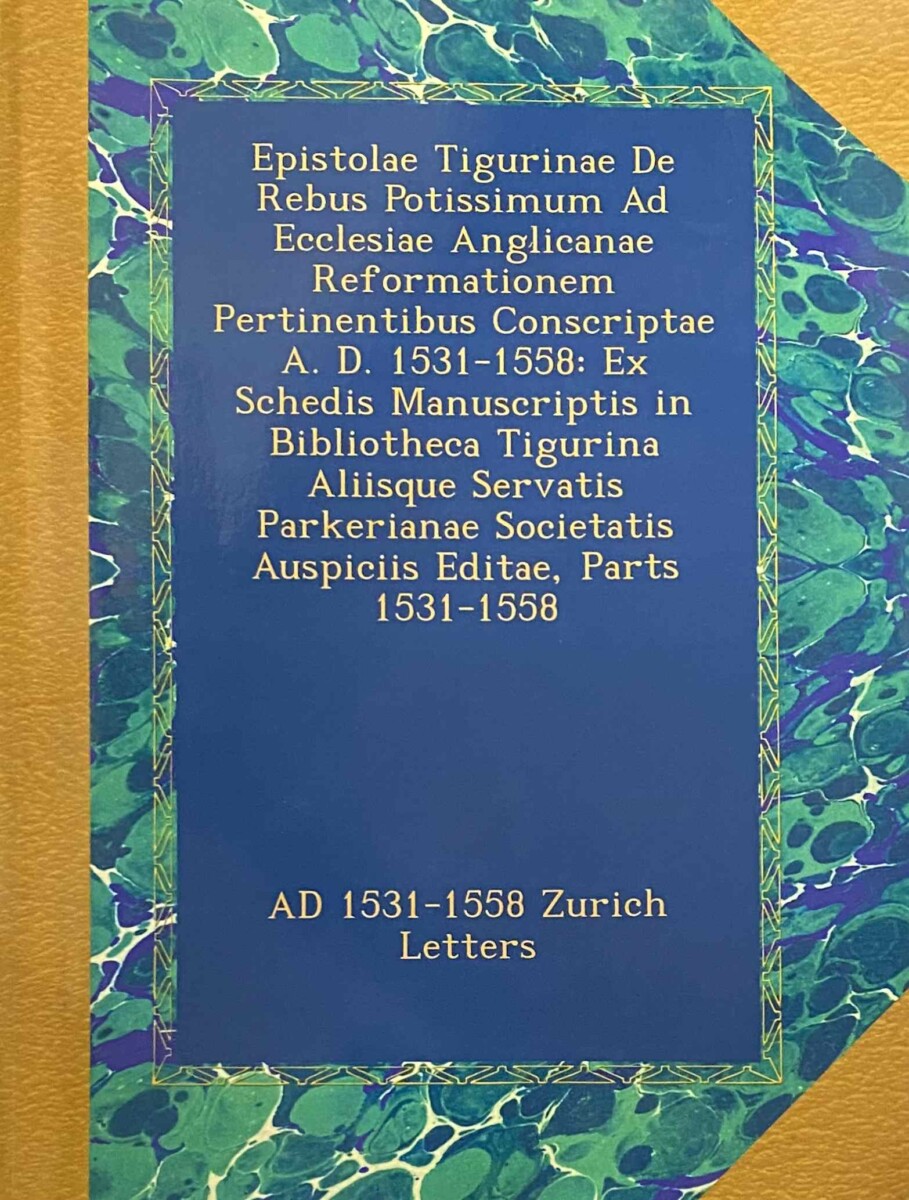 Epistolae Tigurinae De
Rebus Potissimum Ad
Ecclesiae Anglicanae
Reformationem
Pertinentibus Conscriptae
A. D. 1531-1558: Ex
Schedis Manuscriptis in
Bibliotheca Tigurina
Aliisque Servatis
Parkerianae Societatis
Auspiciis Editae, Parts
1531-1558
AD 1531-1558 Zurich
Letters